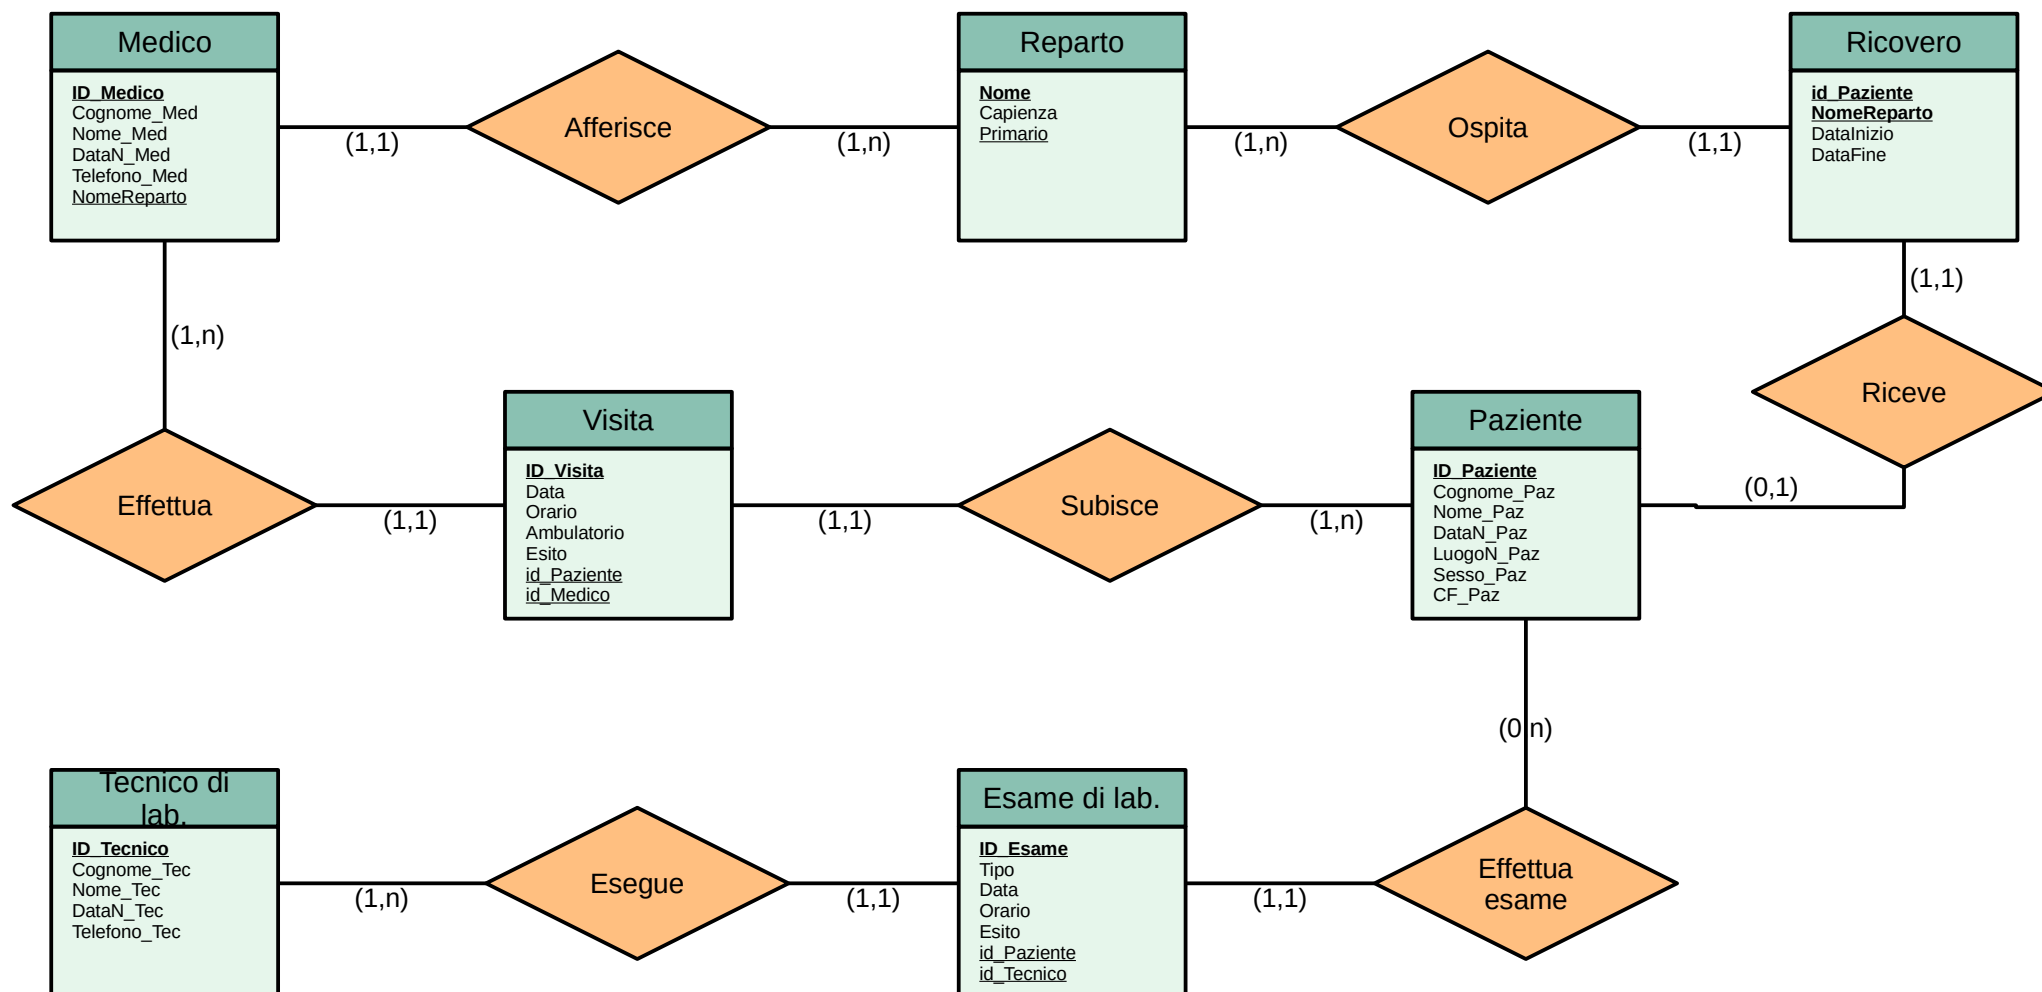 Medico
ID_Medico
Cognome_Med
Nome_Med
DataN_Med
Telefono_Med
NomeReparto
(1,1)
Afferisce
(1,n)
Reparto
Nome
Capienza
Primario
(1,n)
Ospita
(1,1)
Ricovero
id_Paziente
NomeReparto
DataInizio
DataFine
(1,n)
(1,1)
Effettua
(1,1)
Visita
ID_Visita
Data
Orario
Ambulatorio
Esito
id_Paziente
id_Medico
(1,1)
Subisce
(1,n)
Paziente
ID_Paziente
Cognome_Paz
Nome_Paz
DataN_Paz
LuogoN_Paz
Sesso_Paz
CF_Paz
(0,1)
Riceve
(0,n)
Tecnico di
lab.
ID_Tecnico
Cognome_Tec
Nome_Tec
DataN_Tec
Telefono_Tec
(1,n)
Esegue
(1,1)
Esame di lab.
ID_Esame
Tipo
Data
Orario
Esito
id_Paziente
id_Tecnico
(1,1)
Effettua
esame